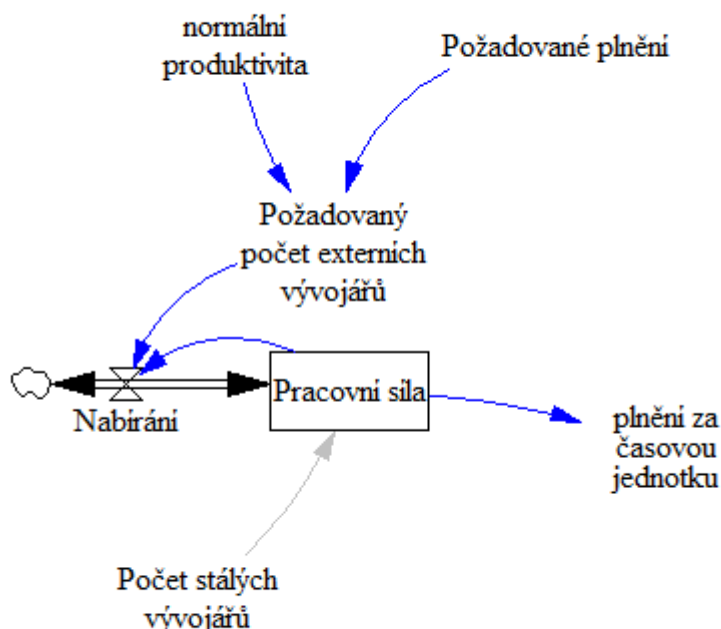 normální
produktivita
Požadované plnění
Požadovaný
počet externích
vývojářů
Nabírání
Pracovní síla
plnění za
časovou
jednotku
Počet stálých
vývojářů